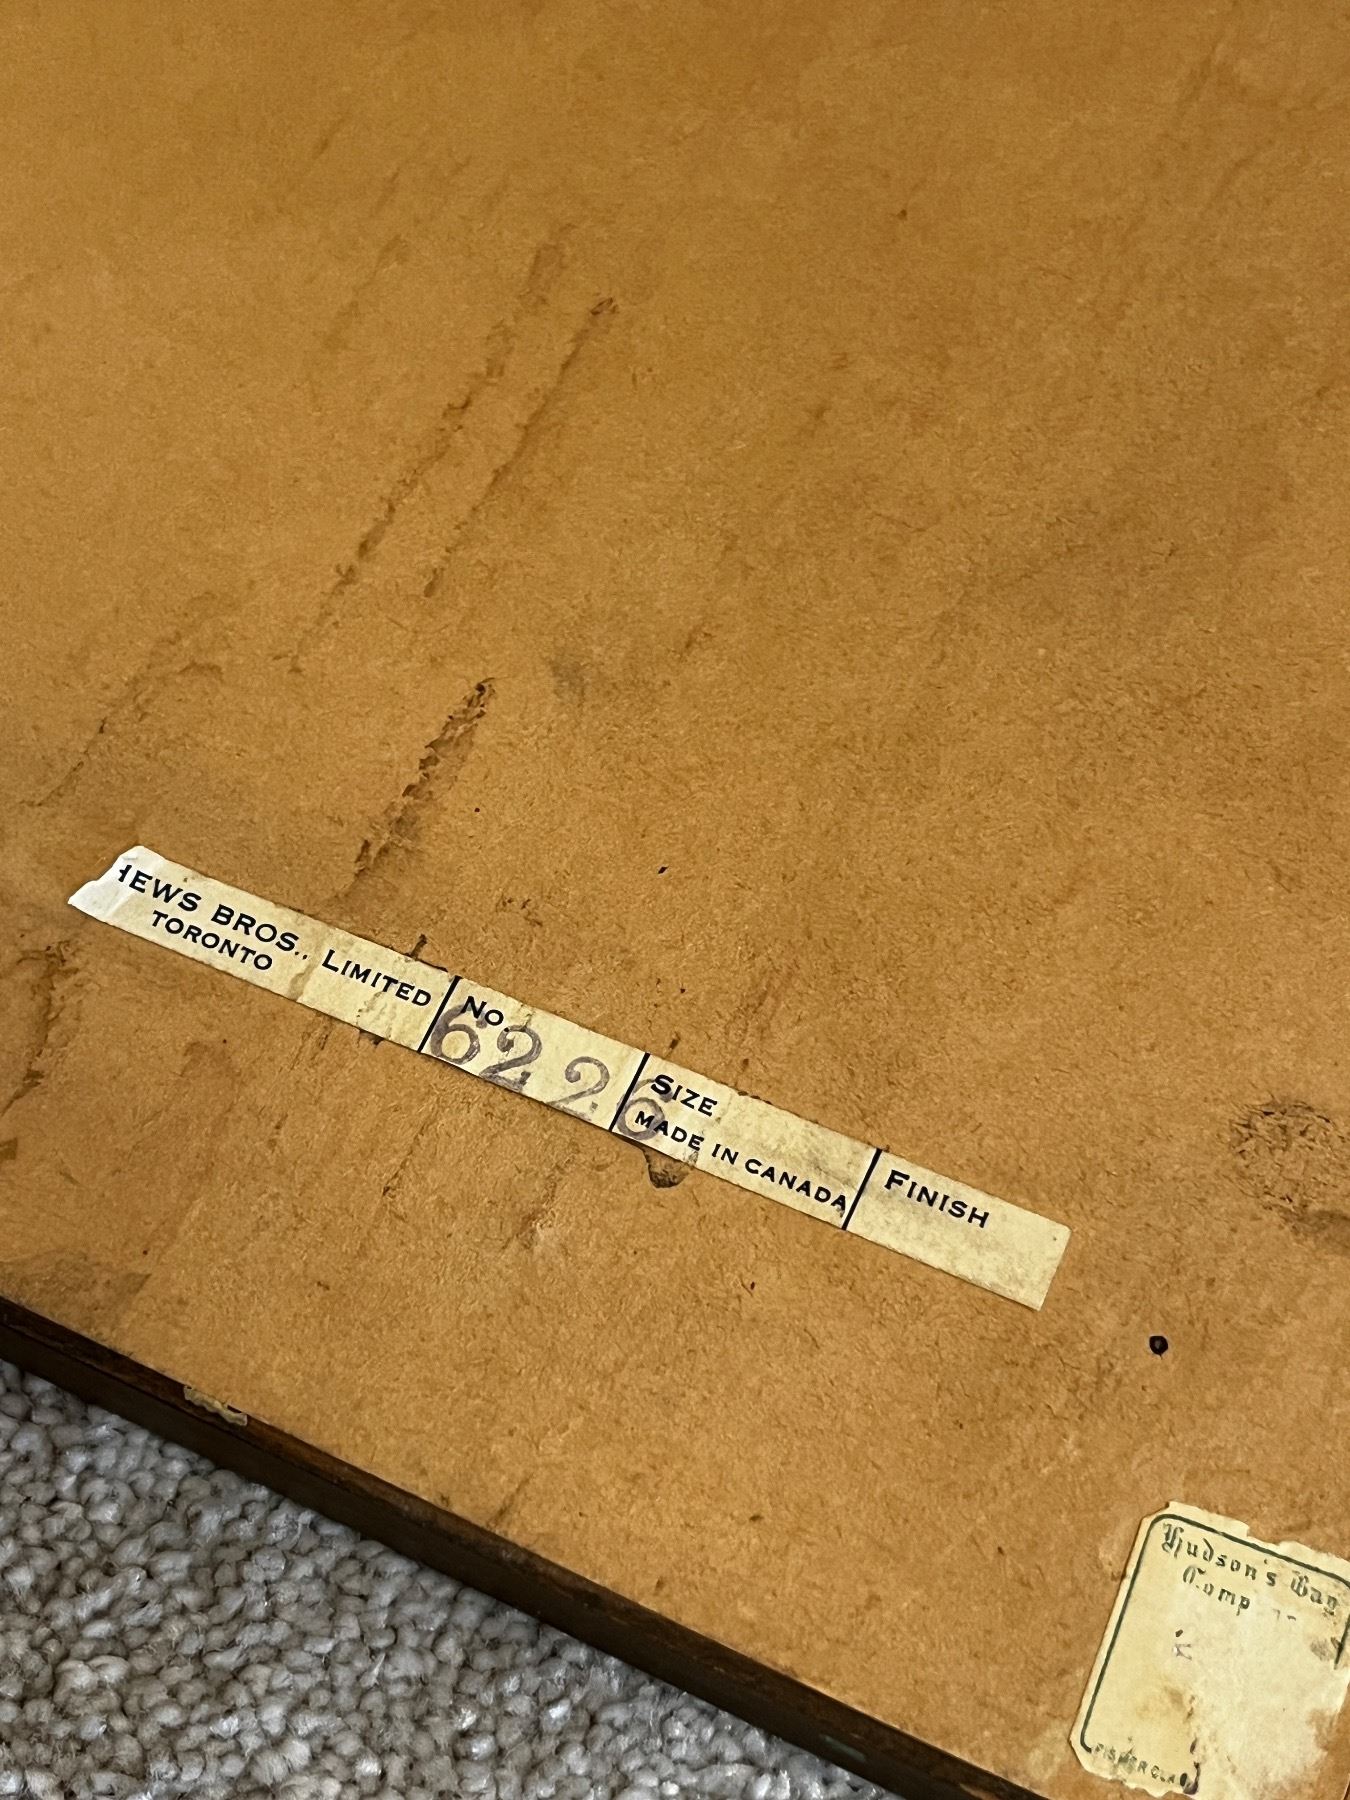 HEWS BROS., LIMITED
TORONTO
No.
6226
SIZE
MADE IN CANADA
FINISH
Hudson's Bay
Comp